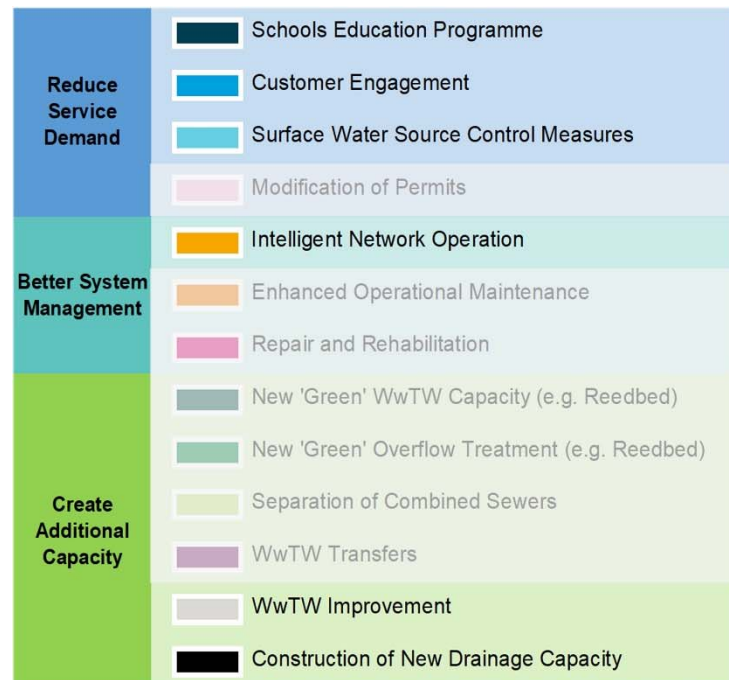 Reduce
Service
Demand
Schools Education Programme
Customer Engagement
Surface Water Source Control Measures
Modification of Permits
Better System
Management
Intelligent Network Operation
Enhanced Operational Maintenance
Repair and Rehabilitation
Create
Additional
Capacity
New 'Green' WwTW Capacity (e.g. Reedbed)
New 'Green' Overflow Treatment (e.g. Reedbed)
Separation of Combined Sewers
WwTW Transfers
WwTW Improvement
Construction of New Drainage Capacity